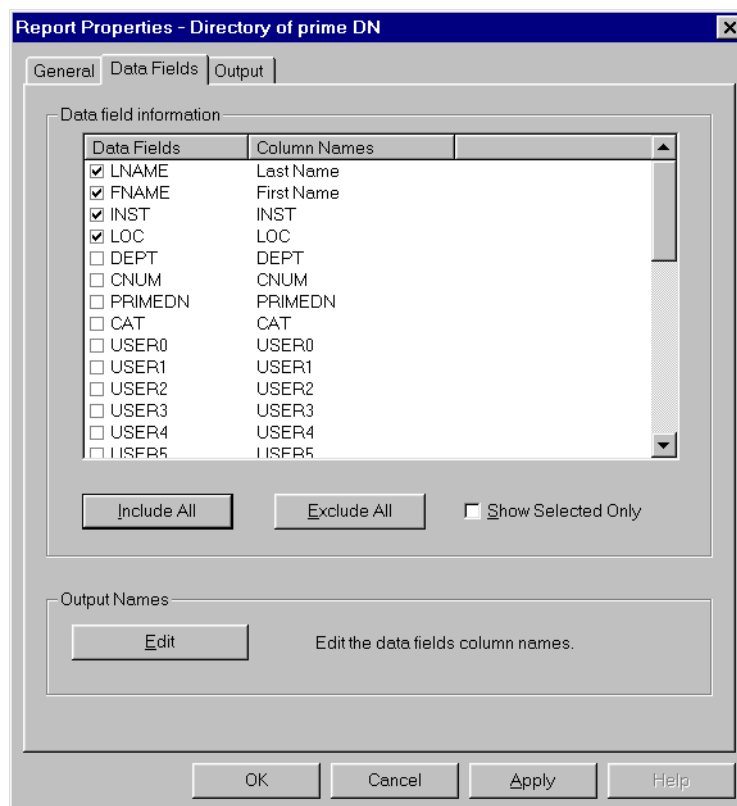 Report Properties - Directory of prime DN
General Data Fields Output
Data field information
Data Fields Column Names
LNAME Last Name
FNAME First Name
INST INST
LOC LOC
DEPT DEPT
CNUM CNUM
PRIMEDN PRIMEDN
CAT CAT
USER0 USER0
USER1 USER1
USER2 USER2
USER3 USER3
USER4 USER4
USER5 USER5
Include All Exclude All Show Selected Only
Output Names
Edit Edit the data fields column names.
OK Cancel Apply Help